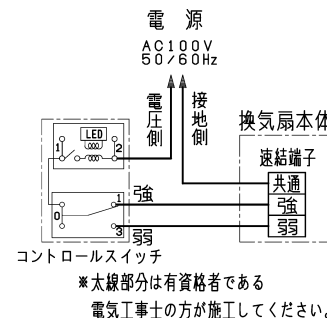 電源
AC100V
50/60Hz
電圧側
接地側
換気扇本体
速結端子
共通
強
弱
LED
1
2
強
1
0
3
弱
コントロールスイッチ
※太線部分は有資格者である
電気工事士の方が施工してください。